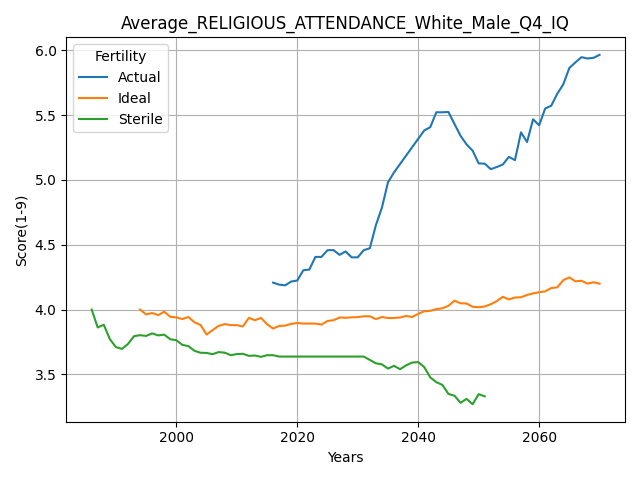 Average_RELIGIOUS_ATTENDANCE_White_Male_Q4_IQ
Fertility
Actual
Ideal
Sterile
6.0
5.5
5.0
4.5
4.0
3.5
Score(1-9)
2000
2020
2040
2060
Years